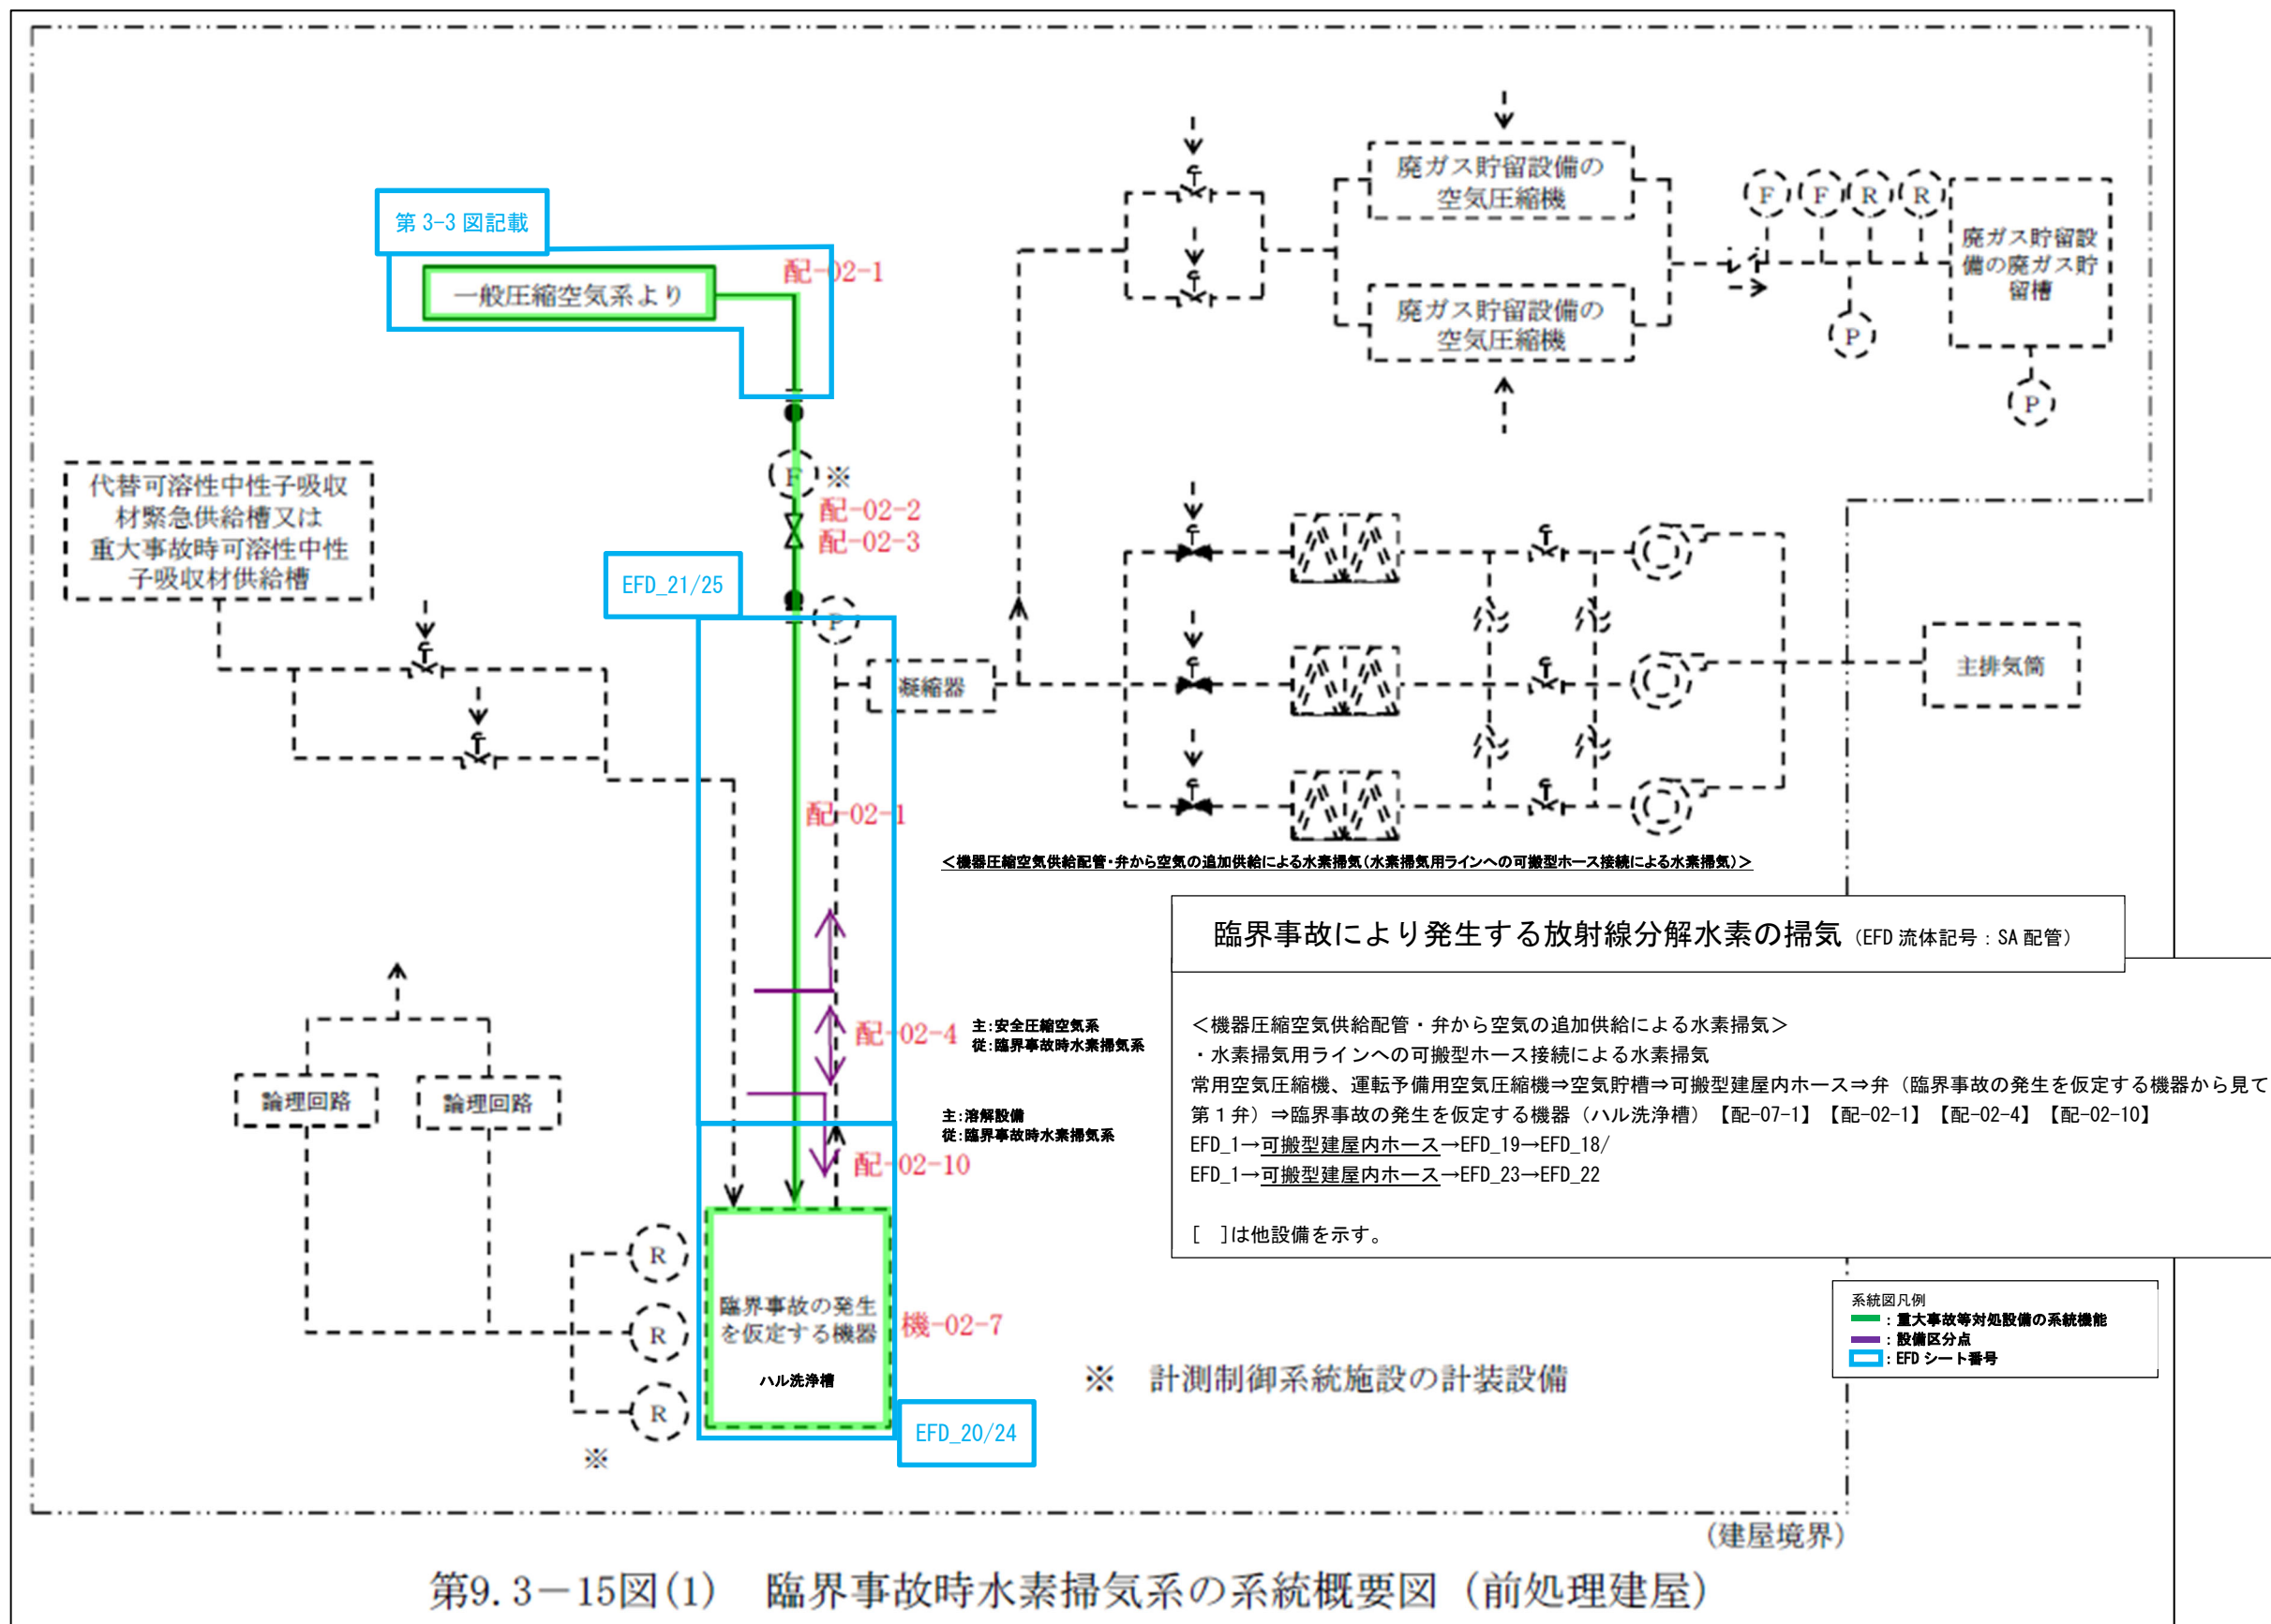 第 3-3 図記載
一般圧縮空気系より
配-02-1
廃ガス貯留設備の
空気圧縮機
廃ガス貯留設備の
空気圧縮機
F
F
R
R
P
廃ガス貯留設
備の廃ガス貯
留槽
P
代替可溶性中性子吸収
材緊急供給槽又は
重大事故時可溶性中性
子吸収材供給槽
F
※
配-02-2
配-02-3
EFD_21/25
P
凝縮器
主排気筒
配-02-1
<機器圧縮空気供給配管・弁から空気の追加供給による水素掃気(水素掃気用ラインへの可搬型ホース接続による水素掃気)>
臨界事故により発生する放射線分解水素の掃気 (EFD 流体記号：SA 配管)
<機器圧縮空気供給配管・弁から空気の追加供給による水素掃気>
・水素掃気用ラインへの可搬型ホース接続による水素掃気
常用空気圧縮機、運転予備用空気圧縮機⇒空気貯槽⇒可搬型建屋内ホース⇒弁（臨界事故の発生を仮定する機器から見て
第１弁）⇒臨界事故の発生を仮定する機器（ハル洗浄槽）【配-07-1】【配-02-1】【配-02-4】【配-02-10】
EFD_1→可搬型建屋内ホース→EFD_19→EFD_18/
EFD_1→可搬型建屋内ホース→EFD_23→EFD_22
[　]は他設備を示す。
配-02-4
主：安全圧縮空気系
従：臨界事故時水素掃気系
主：溶解設備
従：臨界事故時水素掃気系
配-02-10
論理回路
論理回路
R
R
R
※
臨界事故の発生
を仮定する機器
ハル洗浄槽
機-02-7
EFD_20/24
※　計測制御系統施設の計装設備
系統図凡例
：重大事故等対処設備の系統機能
：設備区分点
：EFD シート番号
(建屋境界)
第9.3－15図(1)　臨界事故時水素掃気系の系統概要図（前処理建屋）